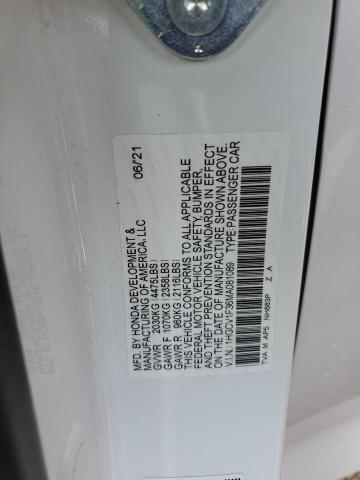 MFD. BY HONDA DEVELOPMENT &
MANUFACTURING OF AMERICA, LLC 06/21
GVWR 2030KG(4475LBS)
GAWR F 1070KG(2358LBS)
GAWR R 960KG(2116LBS)
THIS VEHICLE CONFORMS TO ALL APPLICABLE
FEDERAL MOTOR VEHICLE SAFETY, BUMPER,
AND THEFT PREVENTION STANDARDS IN EFFECT
ON THE DATE OF MANUFACTURE SHOWN ABOVE.
V.I.N.: 1HGCV1F36MA081089 TYPE:PASSENGER CAR
TVA M AP5 NH883P Z A